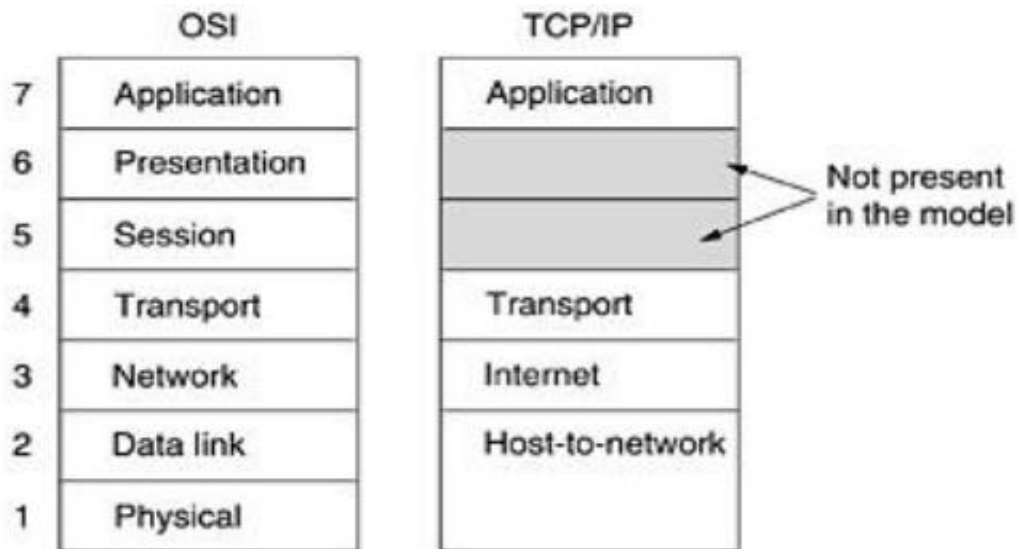 OSI TCP/IP
7 Application Application
6 Presentation
Not present
in the model
5 Session
4 Transport Transport
3 Network Internet
2 Data link Host-to-network
1 Physical